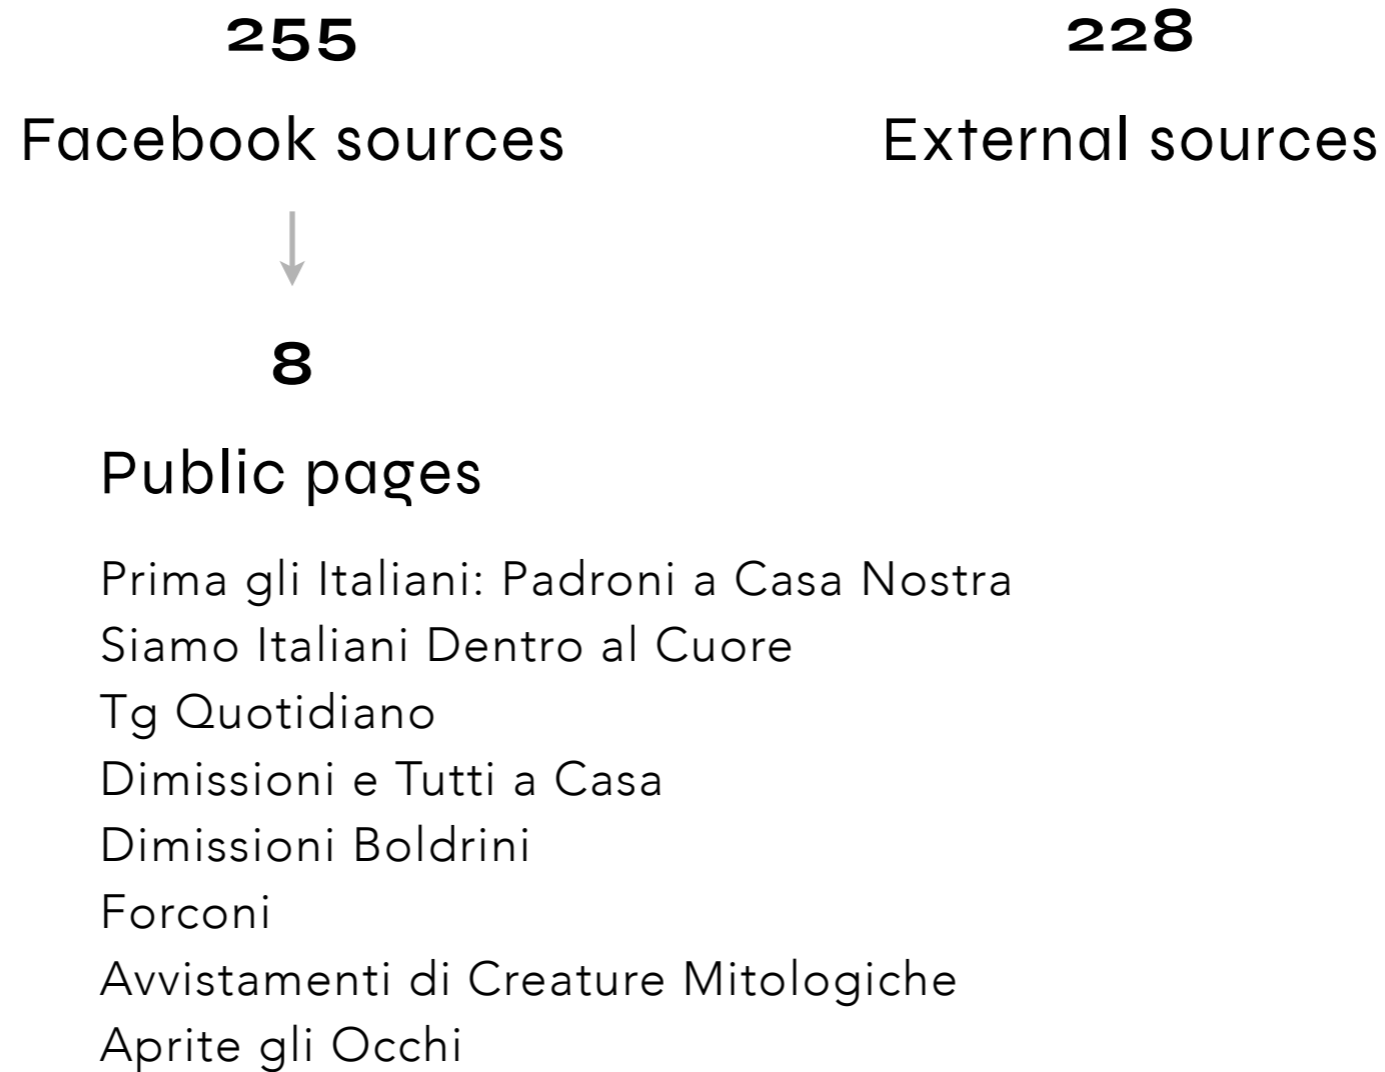 255
Facebook sources
228
External sources
8
Public pages
Prima gli Italiani: Padroni a Casa Nostra
Siamo Italiani Dentro al Cuore
Tg Quotidiano
Dimissioni e Tutti a Casa
Dimissioni Boldrini
Forconi
Avvistamenti di Creature Mitologiche
Aprite gli Occhi